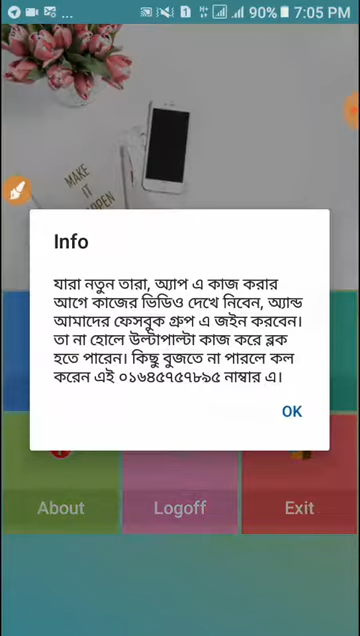 90% 7:05 PM
MAKE
IT
Info
যারা নতুন তারা, অ্যাপ এ কাজ করার
আগে কাজের ভিডিও দেখে নিবেন, অ্যান্ড
আমাদের ফেসবুক গ্রুপ এ জইন করবেন।
তা না হোলে উল্টাপাল্টা কাজ করে ব্লক
হতে পারেন। কিছু বুজতে না পারলে কল
করেন এই ০১৬৪৫৭৫৭৮৯৫ নাম্বার এ।
OK
About Logoff Exit